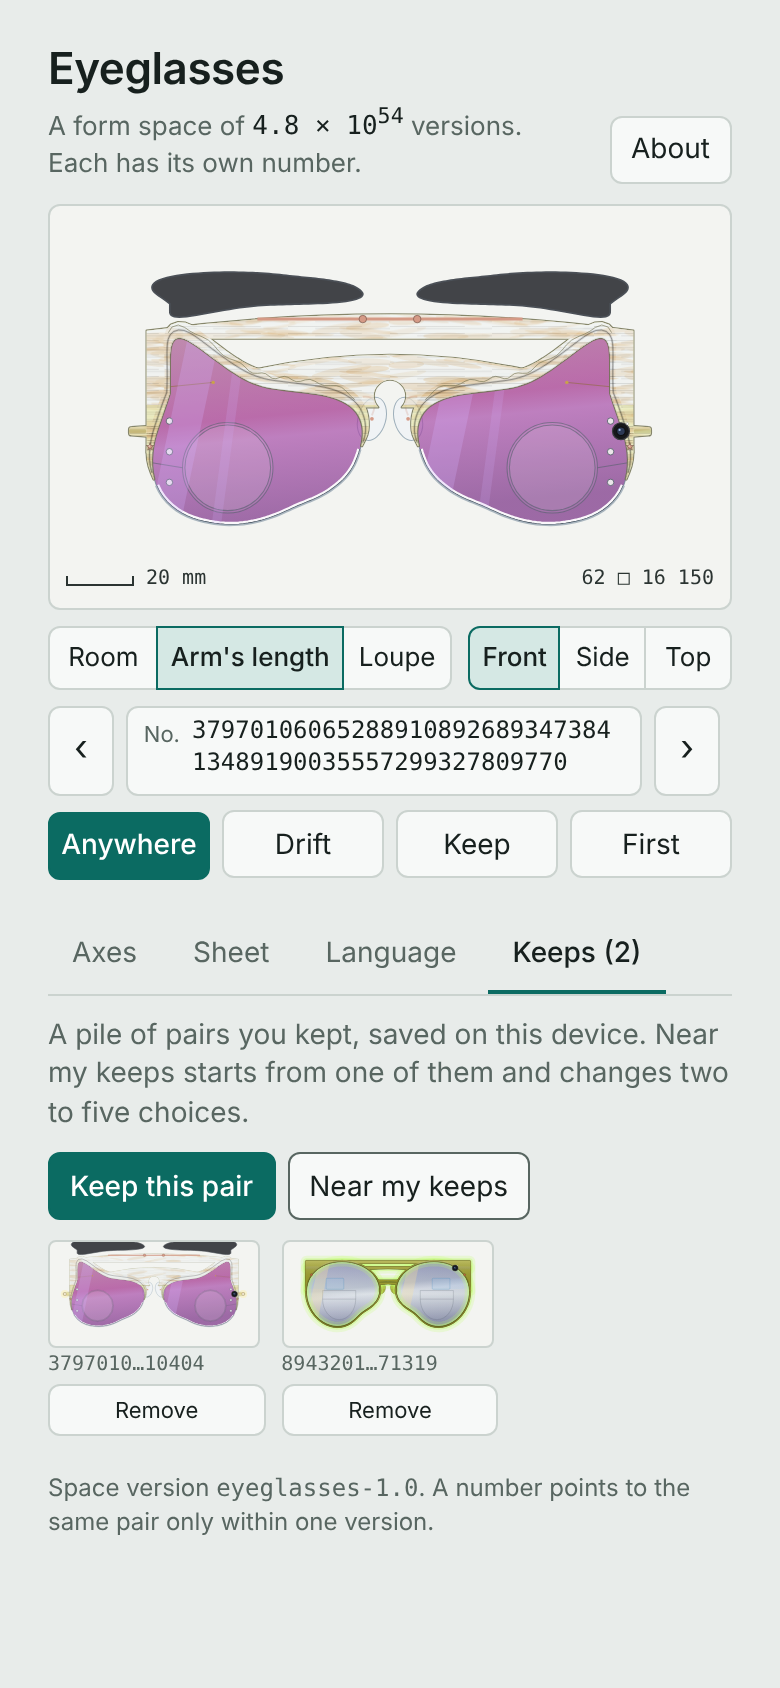 Eyeglasses
A form space of 4.8 × 10^54 versions.
Each has its own number.
About
20 mm
62 □ 16 150
Room
Arm's length
Loupe
Front
Side
Top
‹
No. 3797010606528891089268934738​4
134891900355557299327809770
›
Anywhere
Drift
Keep
First
Axes
Sheet
Language
Keeps (2)
A pile of pairs you kept, saved on this device. Near
my keeps starts from one of them and changes two
to five choices.
Keep this pair
Near my keeps
3797010…10404
8943201…71319
Remove
Remove
Space version eyeglasses-1.0. A number points to the
same pair only within one version.